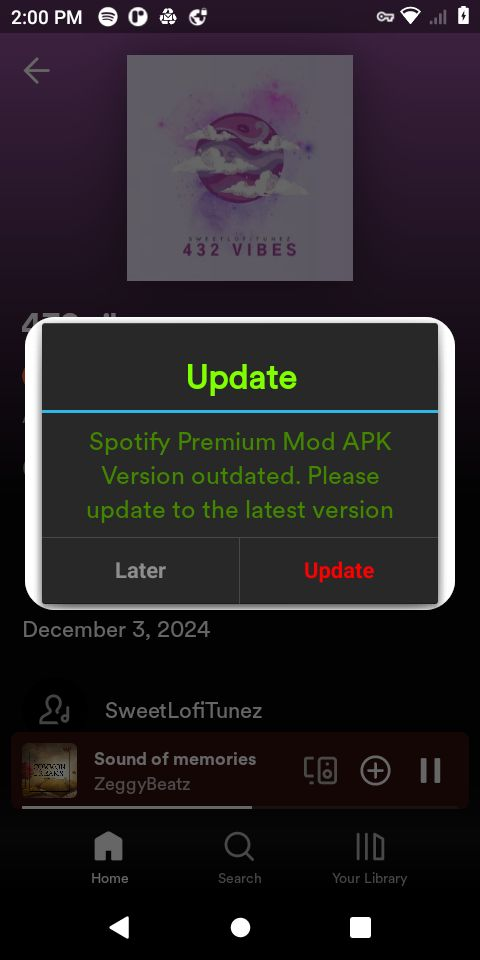 2:00 PM
SWEETLOFITUNEZ
432 VIBES
Update
Spotify Premium Mod APK
Version outdated. Please
update to the latest version
Later
Update
December 3, 2024
SweetLofiTunez
Sound of memories
ZeggyBeatz
Home
Search
Your Library